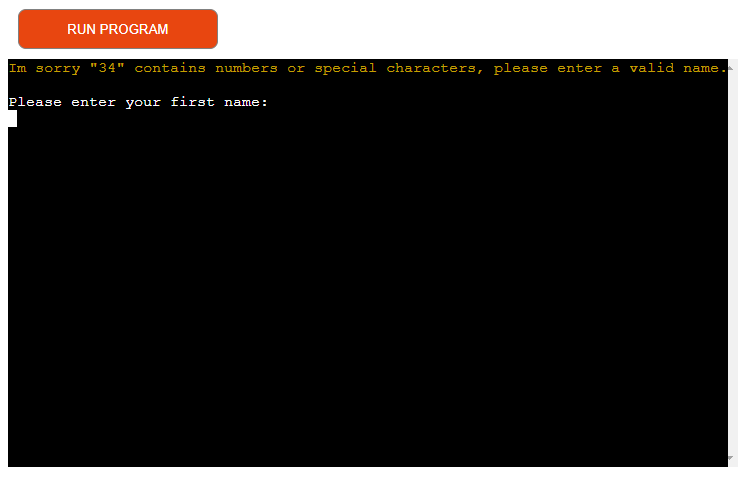 RUN PROGRAM
Im sorry "34" contains numbers or special characters, please enter a valid name.
Please enter your first name: